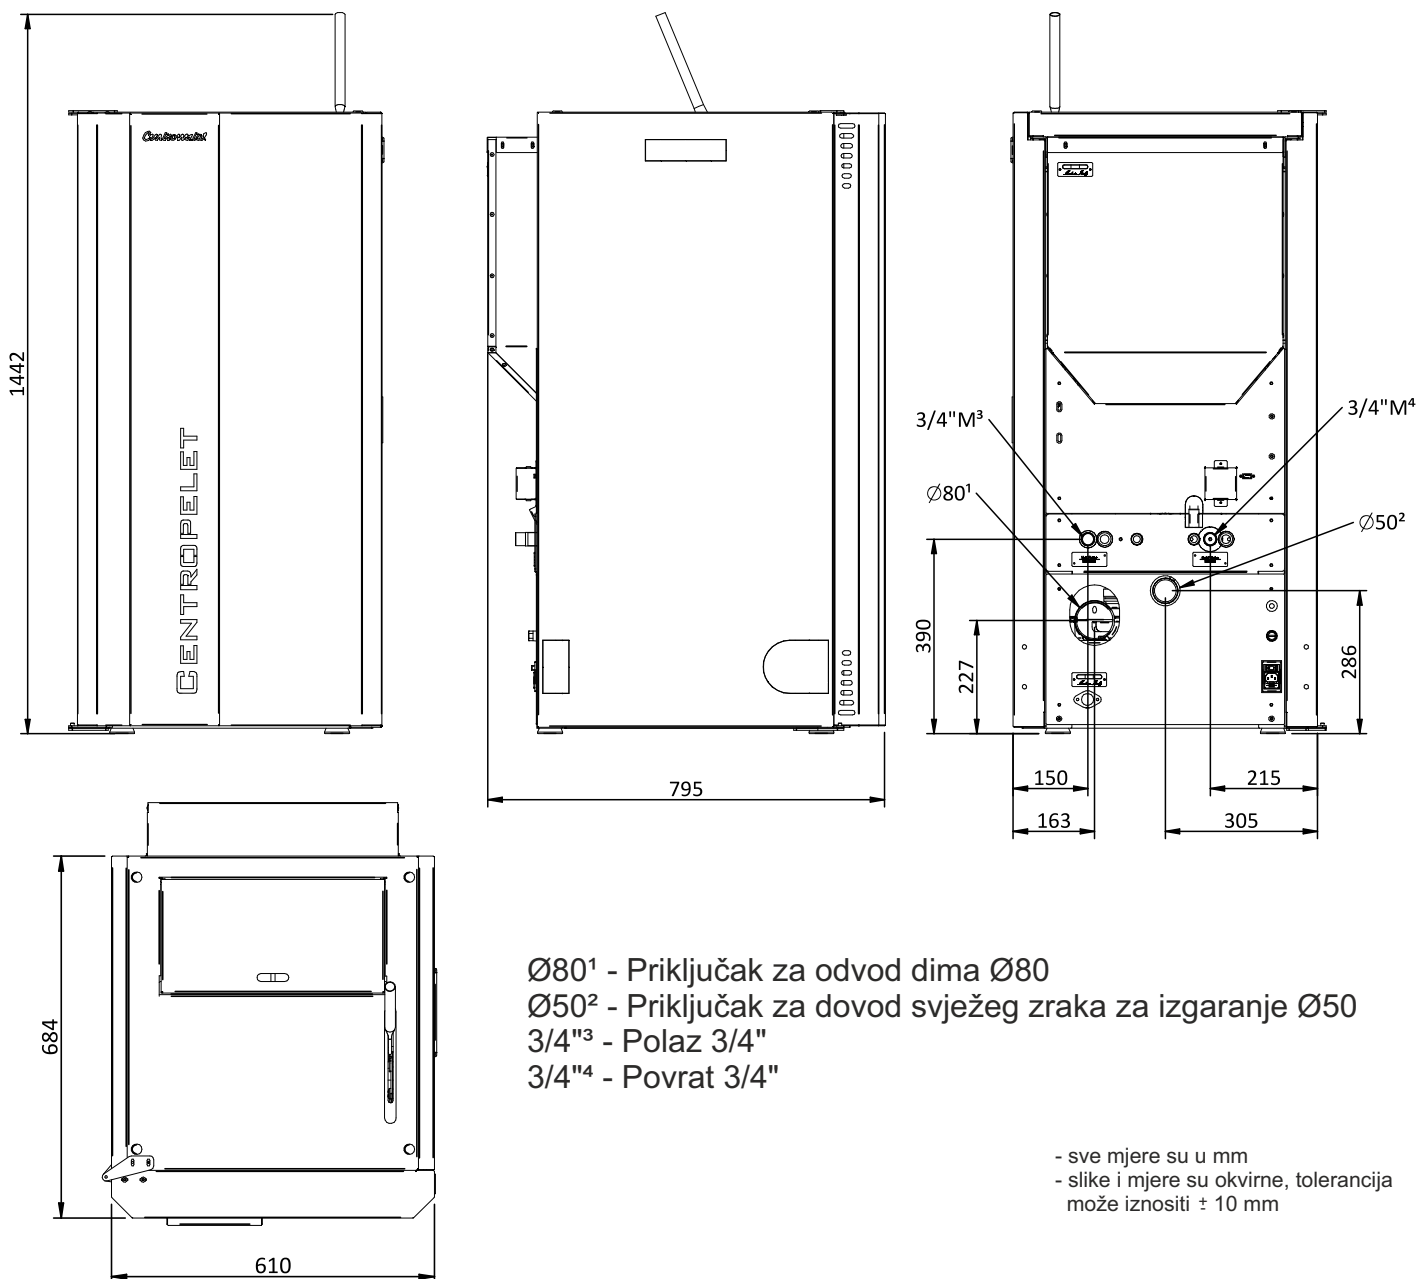 Centrometal
CENTROPELET
1442
795
3/4"M³
3/4"M⁴
Ø80¹
Ø50²
390
227
286
150
215
163
305
684
610
Ø80¹ - Priključak za odvod dima Ø80
Ø50² - Priključak za dovod svježeg zraka za izgaranje Ø50
3/4"³ - Polaz 3/4"
3/4"⁴ - Povrat 3/4"
- sve mjere su u mm
- slike i mjere su okvirne, tolerancija
može iznositi ± 10 mm